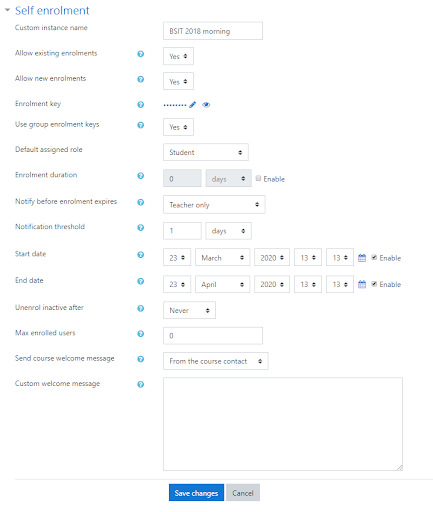 Self enrolment
Custom instance name BSIT 2018 morning
Allow existing enrolments Yes
Allow new enrolments Yes
Enrolment key ••••••••
Use group enrolment keys Yes
Default assigned role Student
Enrolment duration 0 days Enable
Notify before enrolment expires Teacher only
Notification threshold 1 days
Start date 23 March 2020 13 13 Enable
End date 23 April 2020 13 13 Enable
Unenrol inactive after Never
Max enrolled users 0
Send course welcome message From the course contact
Custom welcome message
Save changes Cancel